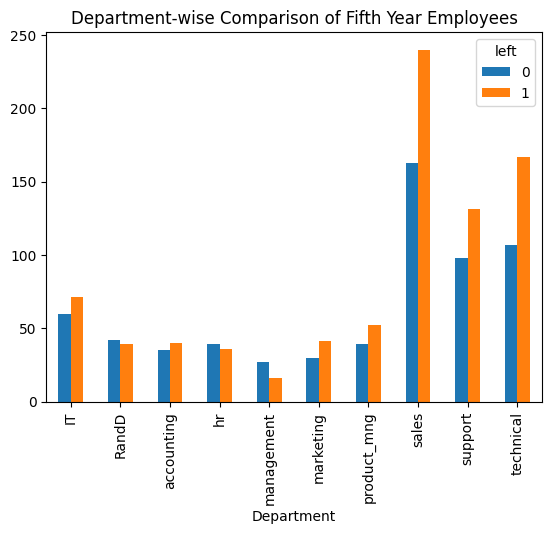 Department-wise Comparison of Fifth Year Employees
left
0
1
250
200
150
100
50
0
IT
RandD
accounting
hr
management
marketing
product_mng
sales
support
technical
Department